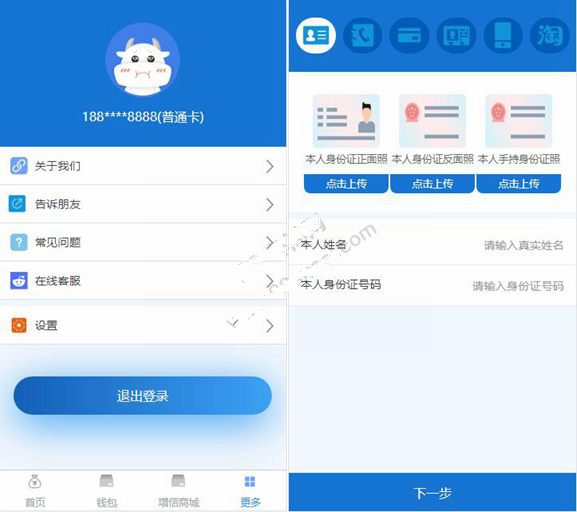 188****8888(普通卡)
关于我们
告诉朋友
常见问题
在线客服
设置
退出登录
首页
钱包
增信商城
更多
淘
本人身份证正面照 本人身份证反面照 本人手持身份证照
点击上传 点击上传 点击上传
本人姓名 请输入真实姓名
本人身份证号码 请输入身份证号码
下一步